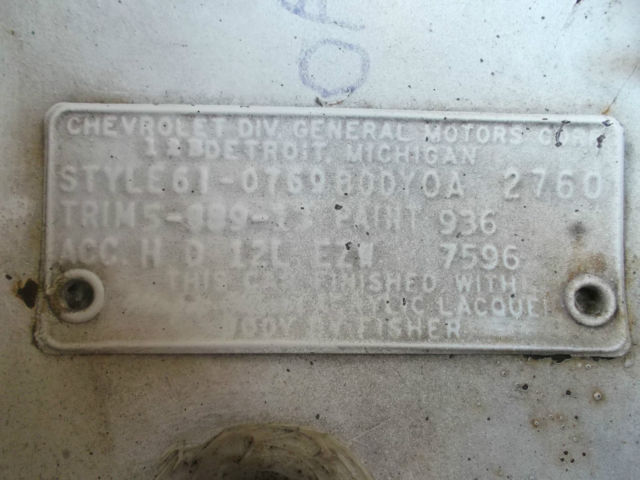 CHEVROLET DIV. GENERAL MOTORS CORP.
DETROIT, MICHIGAN
STYLE 61-0769 BODY OA 2760
TRIM PAINT 936
ACC. H D 12L EZW 7596
THIS CAR FINISHED WITH
LACQUER
BODY BY FISHER